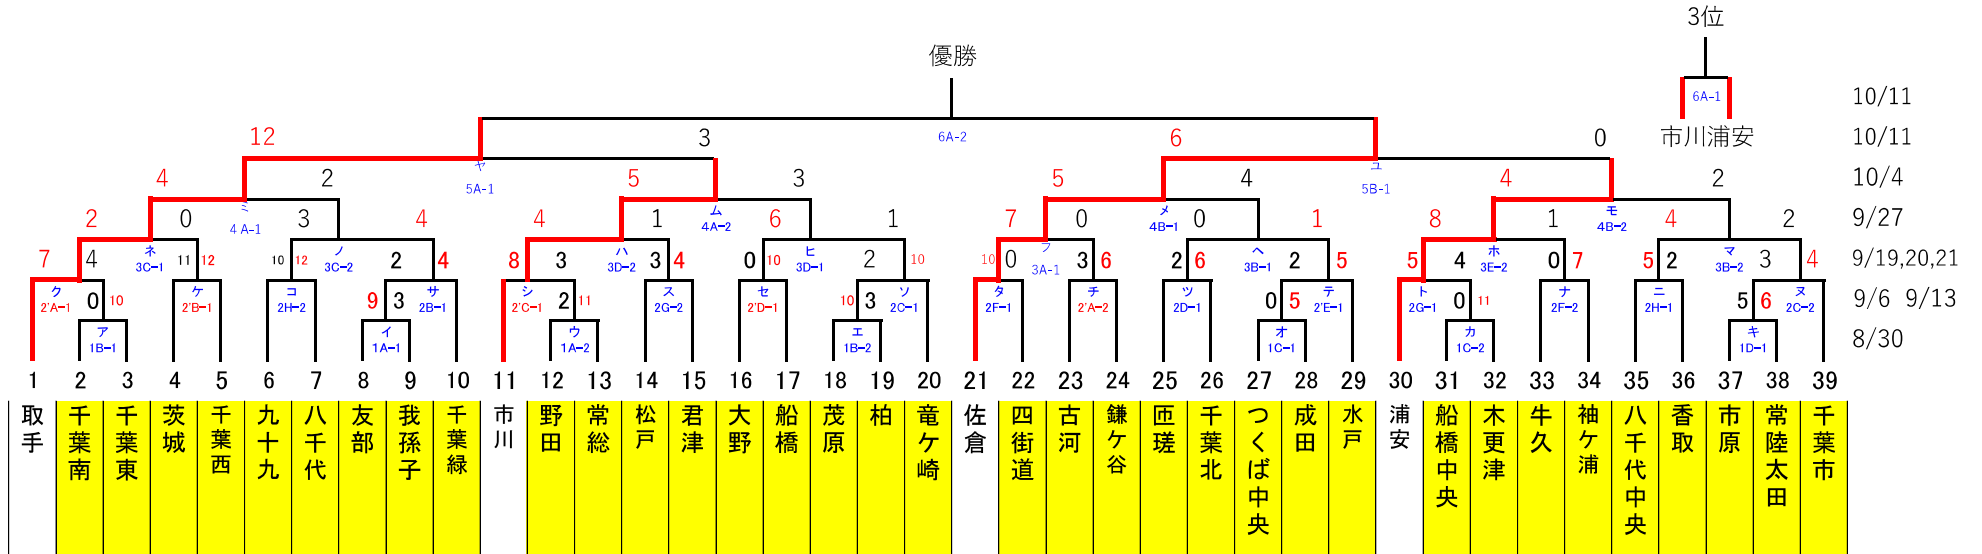 3位
優勝
6A-1
10/11
12
3
6A-2
6
0
市川浦安
10/11
ヤ
ユ
4
2
5A-1
5
3
5
4
5B-1
4
2
10/4
ミ
ム
メ
モ
2
0
4A-1
3
4
4
1
4A-2
6
1
7
0
4B-1
0
1
8
1
4B-2
4
2
9/27
ネ
ノ
ハ
ヒ
フ
ヘ
ホ
マ
7
4
3C-1
11
12
10
12
3C-2
2
4
8
3
3D-2
3
4
0
10
3D-1
2
10
10
0
3A-1
3
6
2
6
3B-1
2
5
5
4
3E-2
0
7
5
2
3B-2
3
4
9/19,20,21
ク
ケ
コ
サ
シ
ス
セ
ソ
タ
チ
ツ
テ
ト
ナ
ニ
ヌ
2'A-1
0
10
2'B-1
2H-2
9
3
2B-1
2'C-1
2
11
2G-2
2'D-1
10
3
2C-1
2F-1
2'A-2
2D-1
0
5
2'E-1
2G-1
0
11
2F-2
2H-1
5
6
2C-2
9/6 9/13
ア
イ
ウ
エ
オ
カ
キ
1B-1
1A-1
1A-2
1B-2
1C-1
1C-2
1D-1
8/30
1 2 3 4 5 6 7 8 9 10 11 12 13 14 15 16 17 18 19 20 21 22 23 24 25 26 27 28 29 30 31 32 33 34 35 36 37 38 39
取手
千葉南
千葉東
茨城
千葉西
九十九
八千代
友部
我孫子
千葉緑
市川
野田
常総
松戸
君津
大野
船橋
茂原
柏
竜ケ崎
佐倉
四街道
古河
鎌ケ谷
匝瑳
千葉北
つくば中央
成田
水戸
浦安
船橋中央
木更津
牛久
袖ケ浦
八千代中央
香取
市原
常陸太田
千葉市